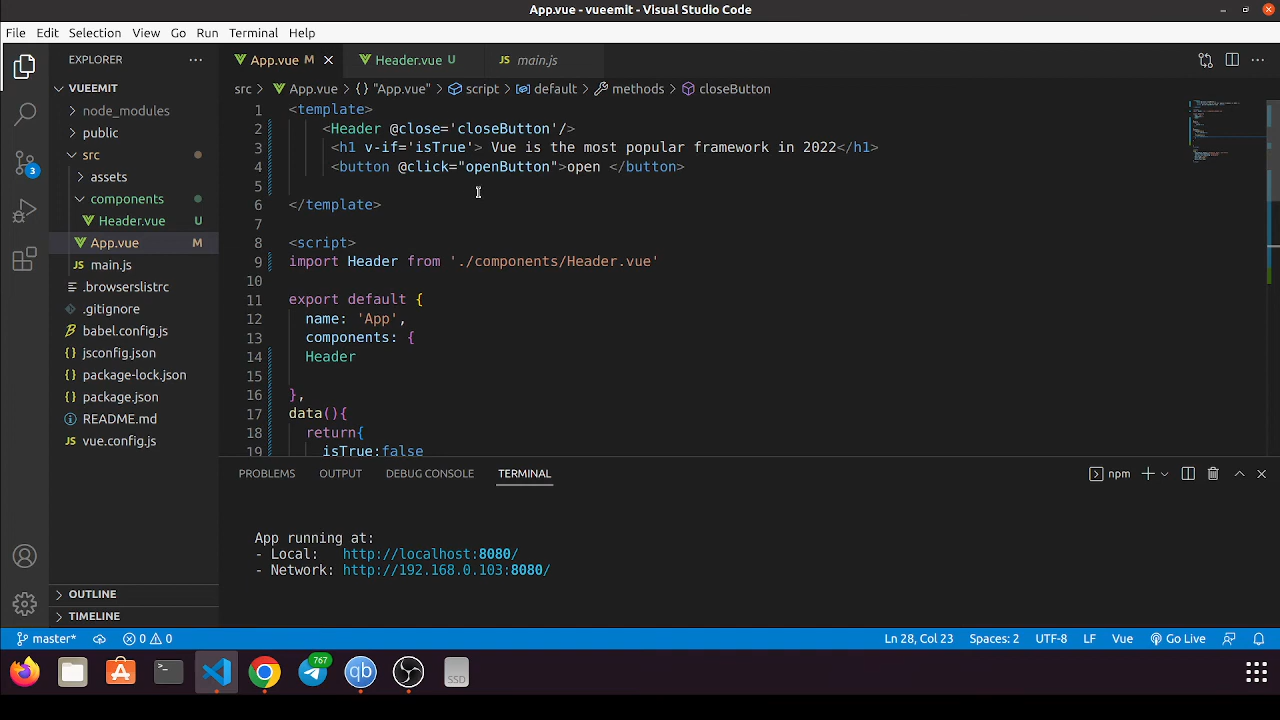 App.vue - vueemit - Visual Studio Code
File Edit Selection View Go Run Terminal Help
EXPLORER
VUEEMIT
node_modules
public
src
assets
components
Header.vue U
App.vue M
main.js
.browserslistrc
.gitignore
babel.config.js
jsconfig.json
package-lock.json
package.json
README.md
vue.config.js
OUTLINE
TIMELINE
3
App.vue M Header.vue U JS main.js
src App.vue {} "App.vue" script default methods closeButton
1 <template>
2 <Header @close='closeButton'/>
3 <h1 v-if='isTrue'> Vue is the most popular framework in 2022</h1>
4 <button @click="openButton">open </button>
5
6 </template>
7
8 <script>
9 import Header from './components/Header.vue'
10
11 export default {
12 name: 'App',
13 components: {
14 Header
15
16 },
17 data(){
18 return{
19 isTrue:false
PROBLEMS OUTPUT DEBUG CONSOLE TERMINAL
npm
App running at:
- Local: http://localhost:8080/
- Network: http://192.168.0.103:8080/
master* 0 0 Ln 28, Col 23 Spaces: 2 UTF-8 LF Vue Go Live
767
qb
SSD